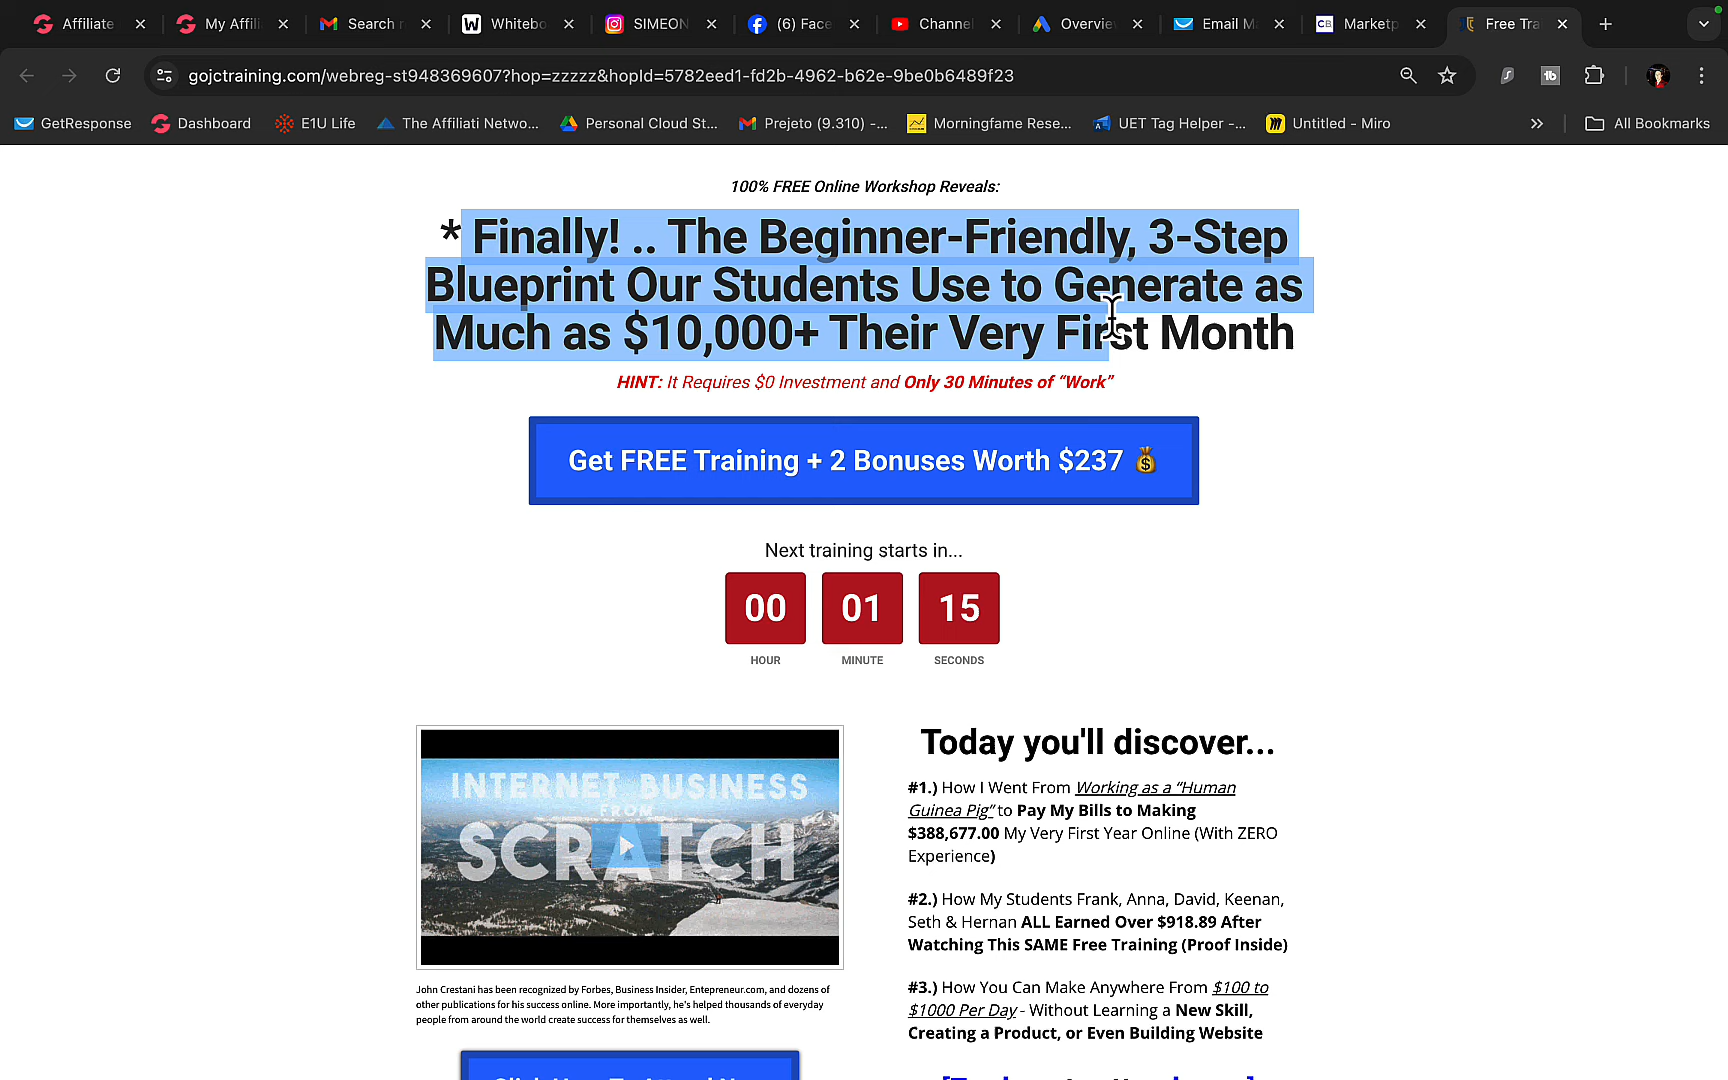 Affiliate
My Affili
Search r
Whitebo
SIMEON
(6) Face
Channe
Overvie
Email M
Marketp
Free Tra
gojctraining.com/webreg-st948369607?hop=zzzzz&hopId=5782eed1-fd2b-4962-b62e-9be0b6489f23
GetResponse
Dashboard
E1U Life
The Affiliati Netwo...
Personal Cloud St...
Prejeto (9.310) -...
Morningfame Rese...
UET Tag Helper -...
Untitled - Miro
All Bookmarks
100% FREE Online Workshop Reveals:
* Finally! .. The Beginner-Friendly, 3-Step
Blueprint Our Students Use to Generate as
Much as $10,000+ Their Very First Month
HINT: It Requires $0 Investment and Only 30 Minutes of “Work”
Get FREE Training + 2 Bonuses Worth $237 💰
Next training starts in...
00 01 15
HOUR MINUTE SECONDS
INTERNET BUSINESS
FROM
SCRATCH
John Crestani has been recognized by Forbes, Business Insider, Entepreneur.com, and dozens of
other publications for his success online. More importantly, he's helped thousands of everyday
people from around the world create success for themselves as well.
Today you'll discover...
#1.) How I Went From Working as a “Human
Guinea Pig” to Pay My Bills to Making
$388,677.00 My Very First Year Online (With ZERO
Experience)
#2.) How My Students Frank, Anna, David, Keenan,
Seth & Hernan ALL Earned Over $918.89 After
Watching This SAME Free Training (Proof Inside)
#3.) How You Can Make Anywhere From $100 to
$1000 Per Day - Without Learning a New Skill,
Creating a Product, or Even Building Website